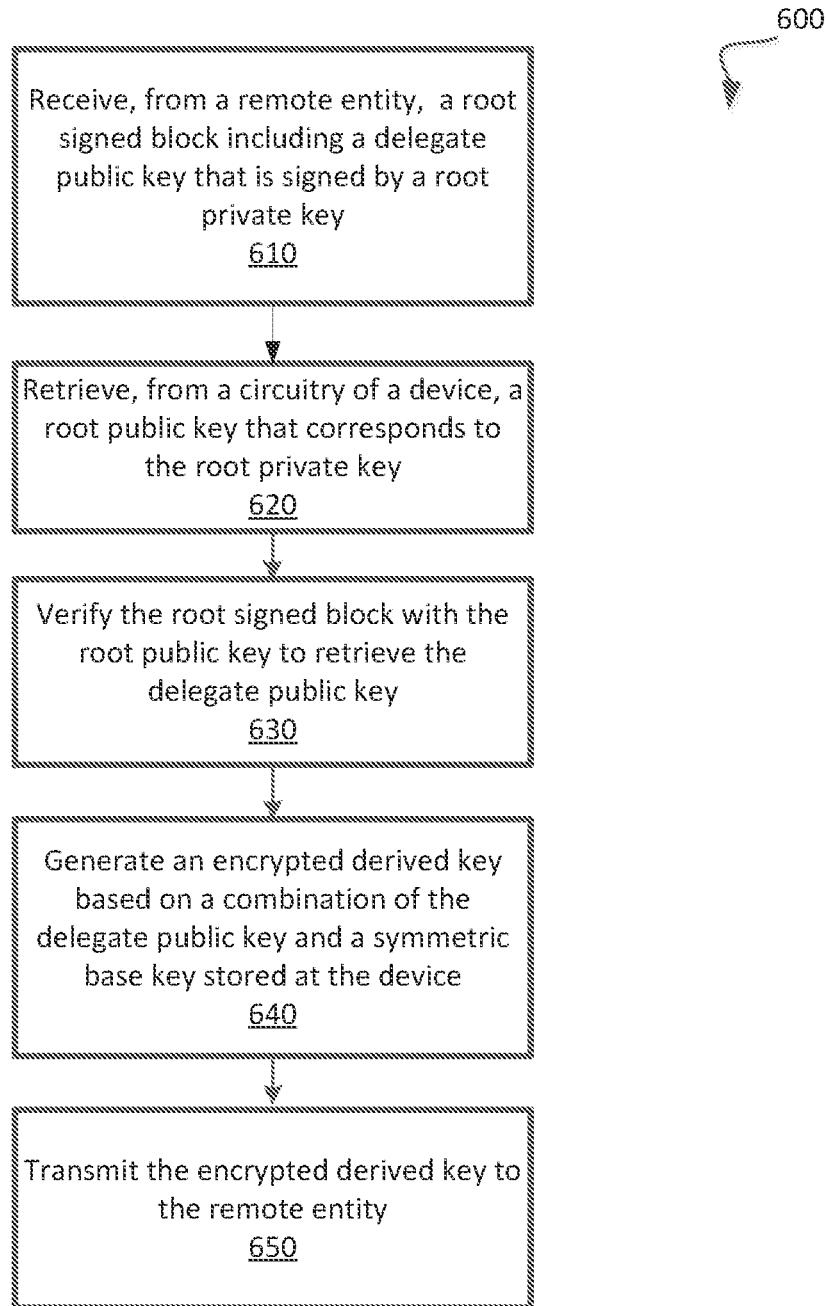 600
Receive, from a remote entity, a root
signed block including a delegate
public key that is signed by a root
private key
610
Retrieve, from a circuitry of a device, a
root public key that corresponds to
the root private key
620
Verify the root signed block with the
root public key to retrieve the
delegate public key
630
Generate an encrypted derived key
based on a combination of the
delegate public key and a symmetric
base key stored at the device
640
Transmit the encrypted derived key to
the remote entity
650